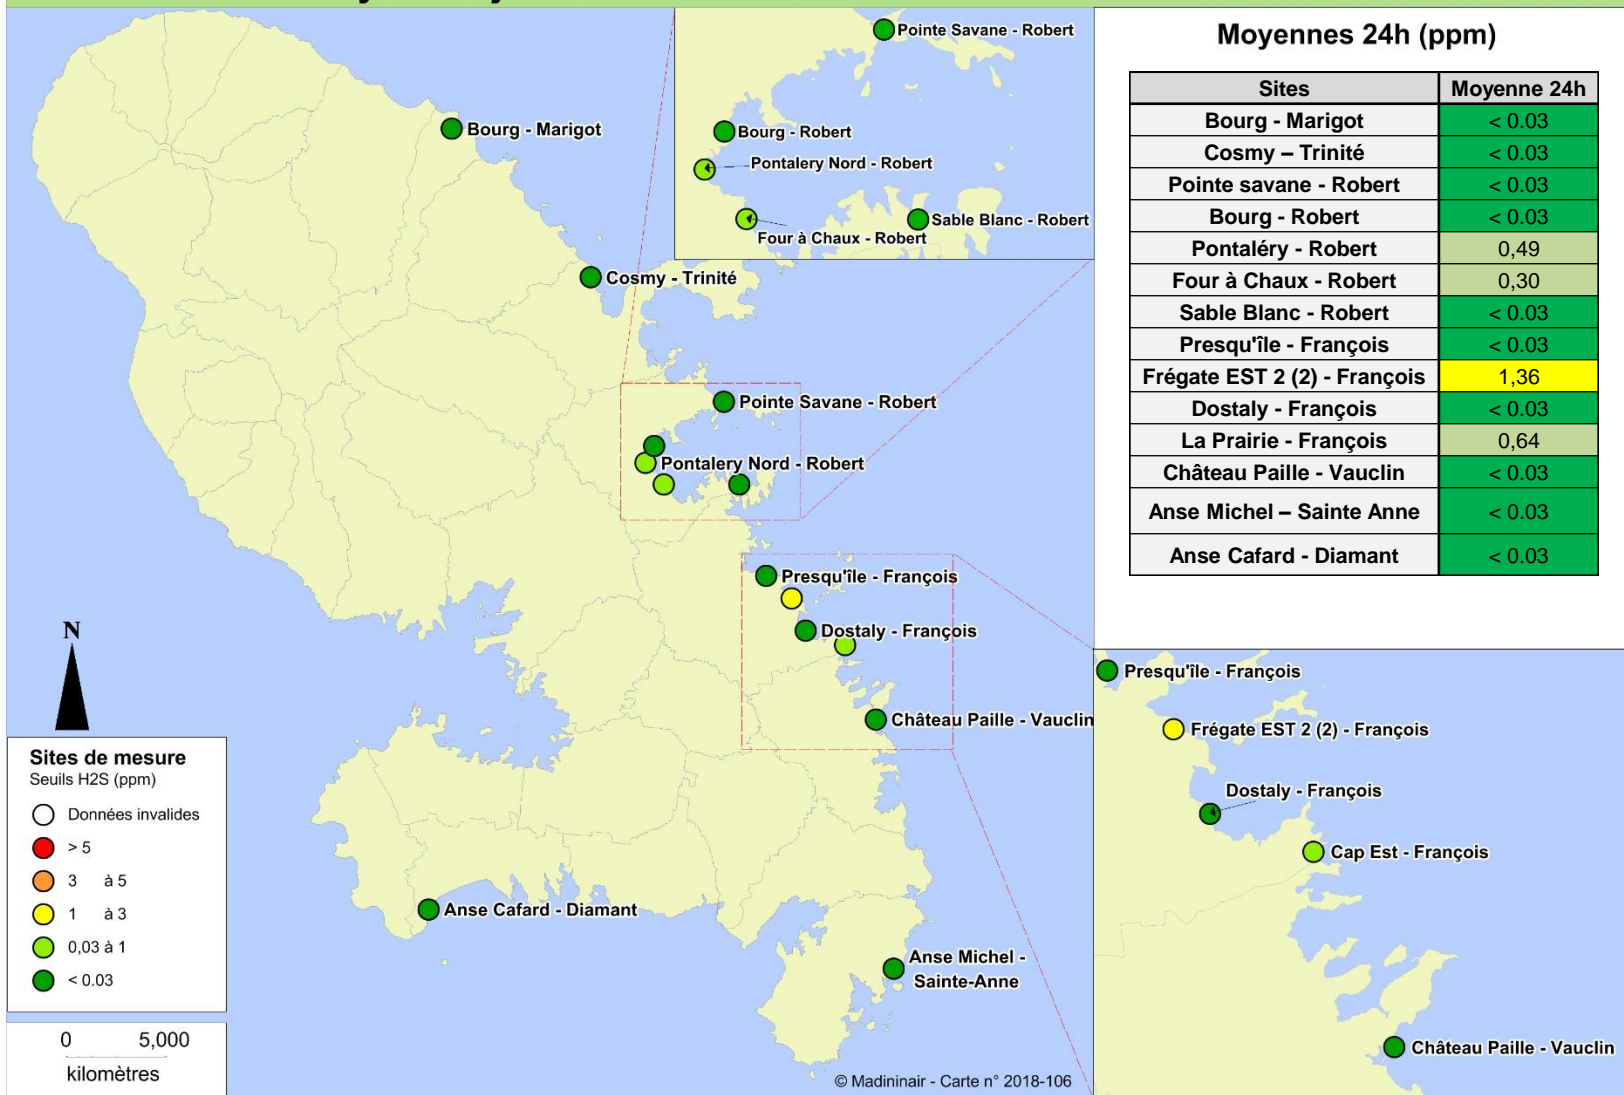 Pointe Savane - Robert
Bourg - Robert
Pontalery Nord - Robert
Sable Blanc - Robert
Four à Chaux - Robert
Bourg - Marigot
Cosmy - Trinité
Pointe Savane - Robert
Pontalery Nord - Robert
Presqu'île - François
Dostaly - François
Château Paille - Vauclin
Anse Cafard - Diamant
Anse Michel -
Sainte-Anne
Moyennes 24h (ppm)
Sites Moyenne 24h
Bourg - Marigot < 0.03
Cosmy – Trinité < 0.03
Pointe savane - Robert < 0.03
Bourg - Robert < 0.03
Pontaléry - Robert 0,49
Four à Chaux - Robert 0,30
Sable Blanc - Robert < 0.03
Presqu'île - François < 0.03
Frégate EST 2 (2) - François 1,36
Dostaly - François < 0.03
La Prairie - François 0,64
Château Paille - Vauclin < 0.03
Anse Michel – Sainte Anne < 0.03
Anse Cafard - Diamant < 0.03
Presqu'île - François
Frégate EST 2 (2) - François
Dostaly - François
Cap Est - François
Château Paille - Vauclin
N
Sites de mesure
Seuils H2S (ppm)
Données invalides
> 5
3 à 5
1 à 3
0,03 à 1
< 0.03
0 5,000
kilomètres
© Madininair - Carte n° 2018-106